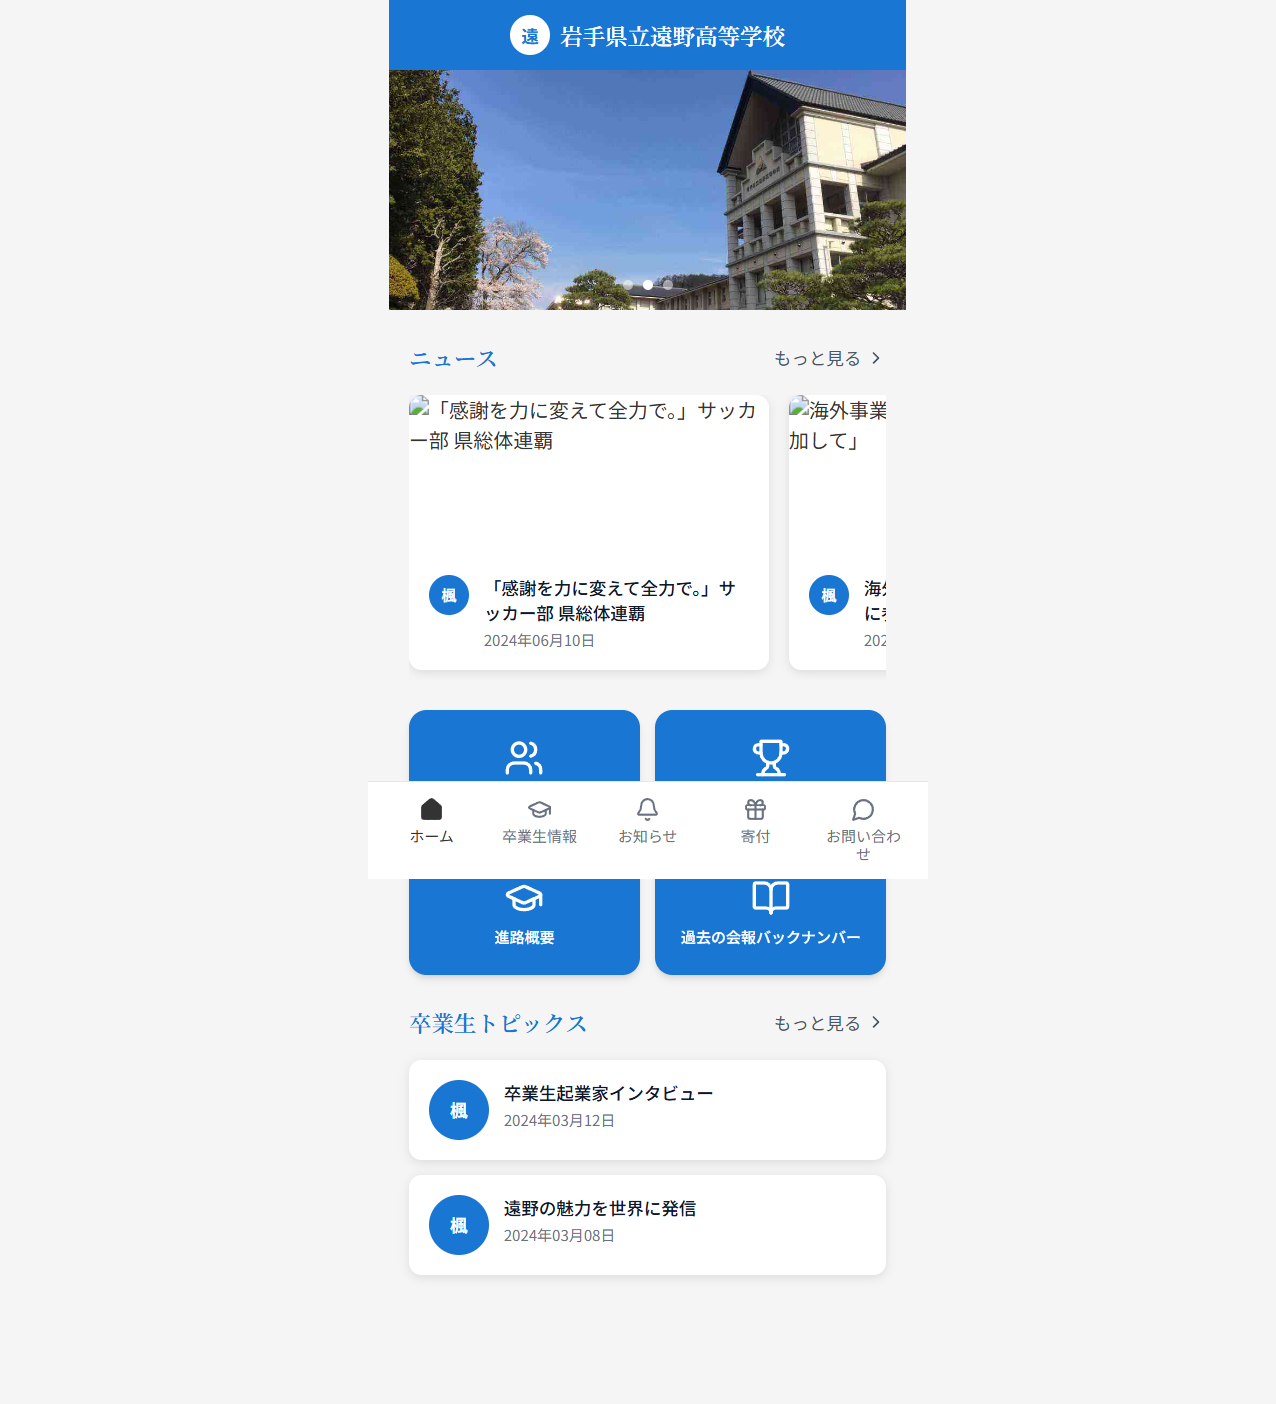 遠 岩手県立遠野高等学校
ニュース
もっと見る
「感謝を力に変えて全力で。」サッカ
ー部 県総体連覇
海外事業
加して」
楓
「感謝を力に変えて全力で。」サ
ッカー部 県総体連覇
2024年06月10日
楓
海外
に参
202
ホーム
卒業生情報
お知らせ
寄付
お問い合わ
せ
進路概要
過去の会報バックナンバー
卒業生トピックス
もっと見る
楓
卒業生起業家インタビュー
2024年03月12日
楓
遠野の魅力を世界に発信
2024年03月08日